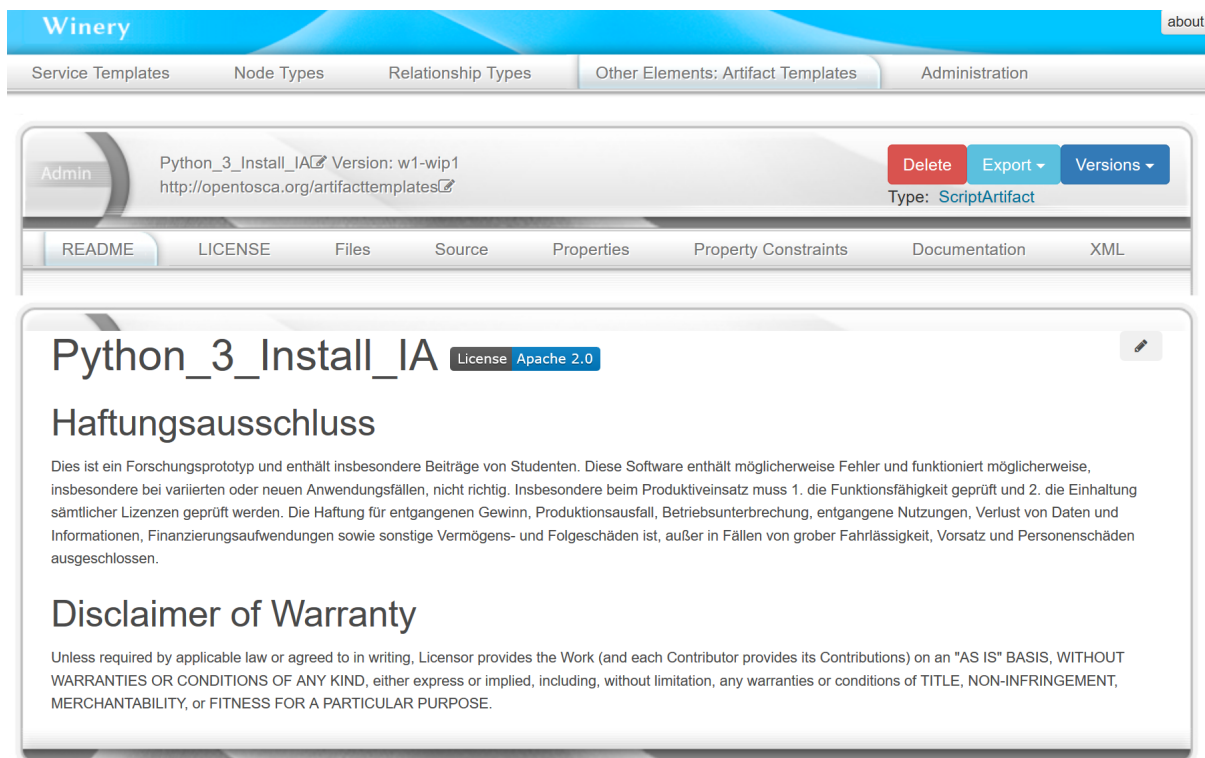 Winery
about
Service Templates Node Types Relationship Types Other Elements: Artifact Templates Administration
Admin
Python_3_Install_IA Version: w1-wip1
http://opentosca.org/artifacttemplates
Delete Export Versions
Type: ScriptArtifact
README LICENSE Files Source Properties Property Constraints Documentation XML
Python_3_Install_IA License Apache 2.0
Haftungsausschluss
Dies ist ein Forschungsprototyp und enthält insbesondere Beiträge von Studenten. Diese Software enthält möglicherweise Fehler und funktioniert möglicherweise,
insbesondere bei variierten oder neuen Anwendungsfällen, nicht richtig. Insbesondere beim Produktiveinsatz muss 1. die Funktionsfähigkeit geprüft und 2. die Einhaltung
sämtlicher Lizenzen geprüft werden. Die Haftung für entgangenen Gewinn, Produktionsausfall, Betriebsunterbrechung, entgangene Nutzungen, Verlust von Daten und
Informationen, Finanzierungsaufwendungen sowie sonstige Vermögens- und Folgeschäden ist, außer in Fällen von grober Fahrlässigkeit, Vorsatz und Personenschäden
ausgeschlossen.
Disclaimer of Warranty
Unless required by applicable law or agreed to in writing, Licensor provides the Work (and each Contributor provides its Contributions) on an "AS IS" BASIS, WITHOUT
WARRANTIES OR CONDITIONS OF ANY KIND, either express or implied, including, without limitation, any warranties or conditions of TITLE, NON-INFRINGEMENT,
MERCHANTABILITY, or FITNESS FOR A PARTICULAR PURPOSE.